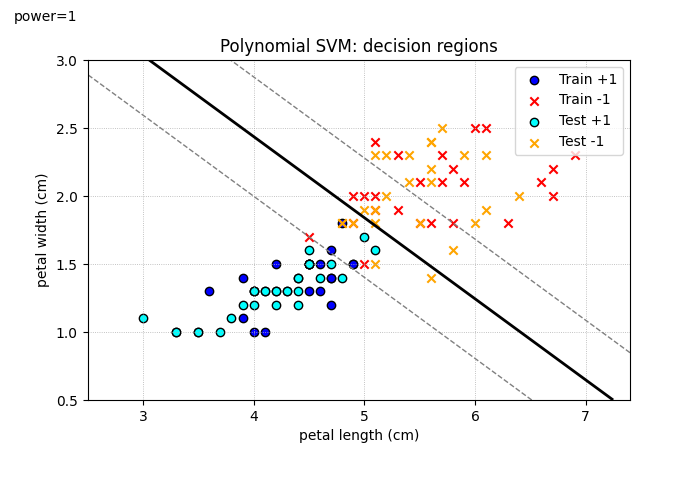 power=1
Polynomial SVM: decision regions
3.0
2.5
2.0
1.5
1.0
0.5
petal width (cm)
Train +1
Train -1
Test +1
Test -1
3 4 5 6 7
petal length (cm)